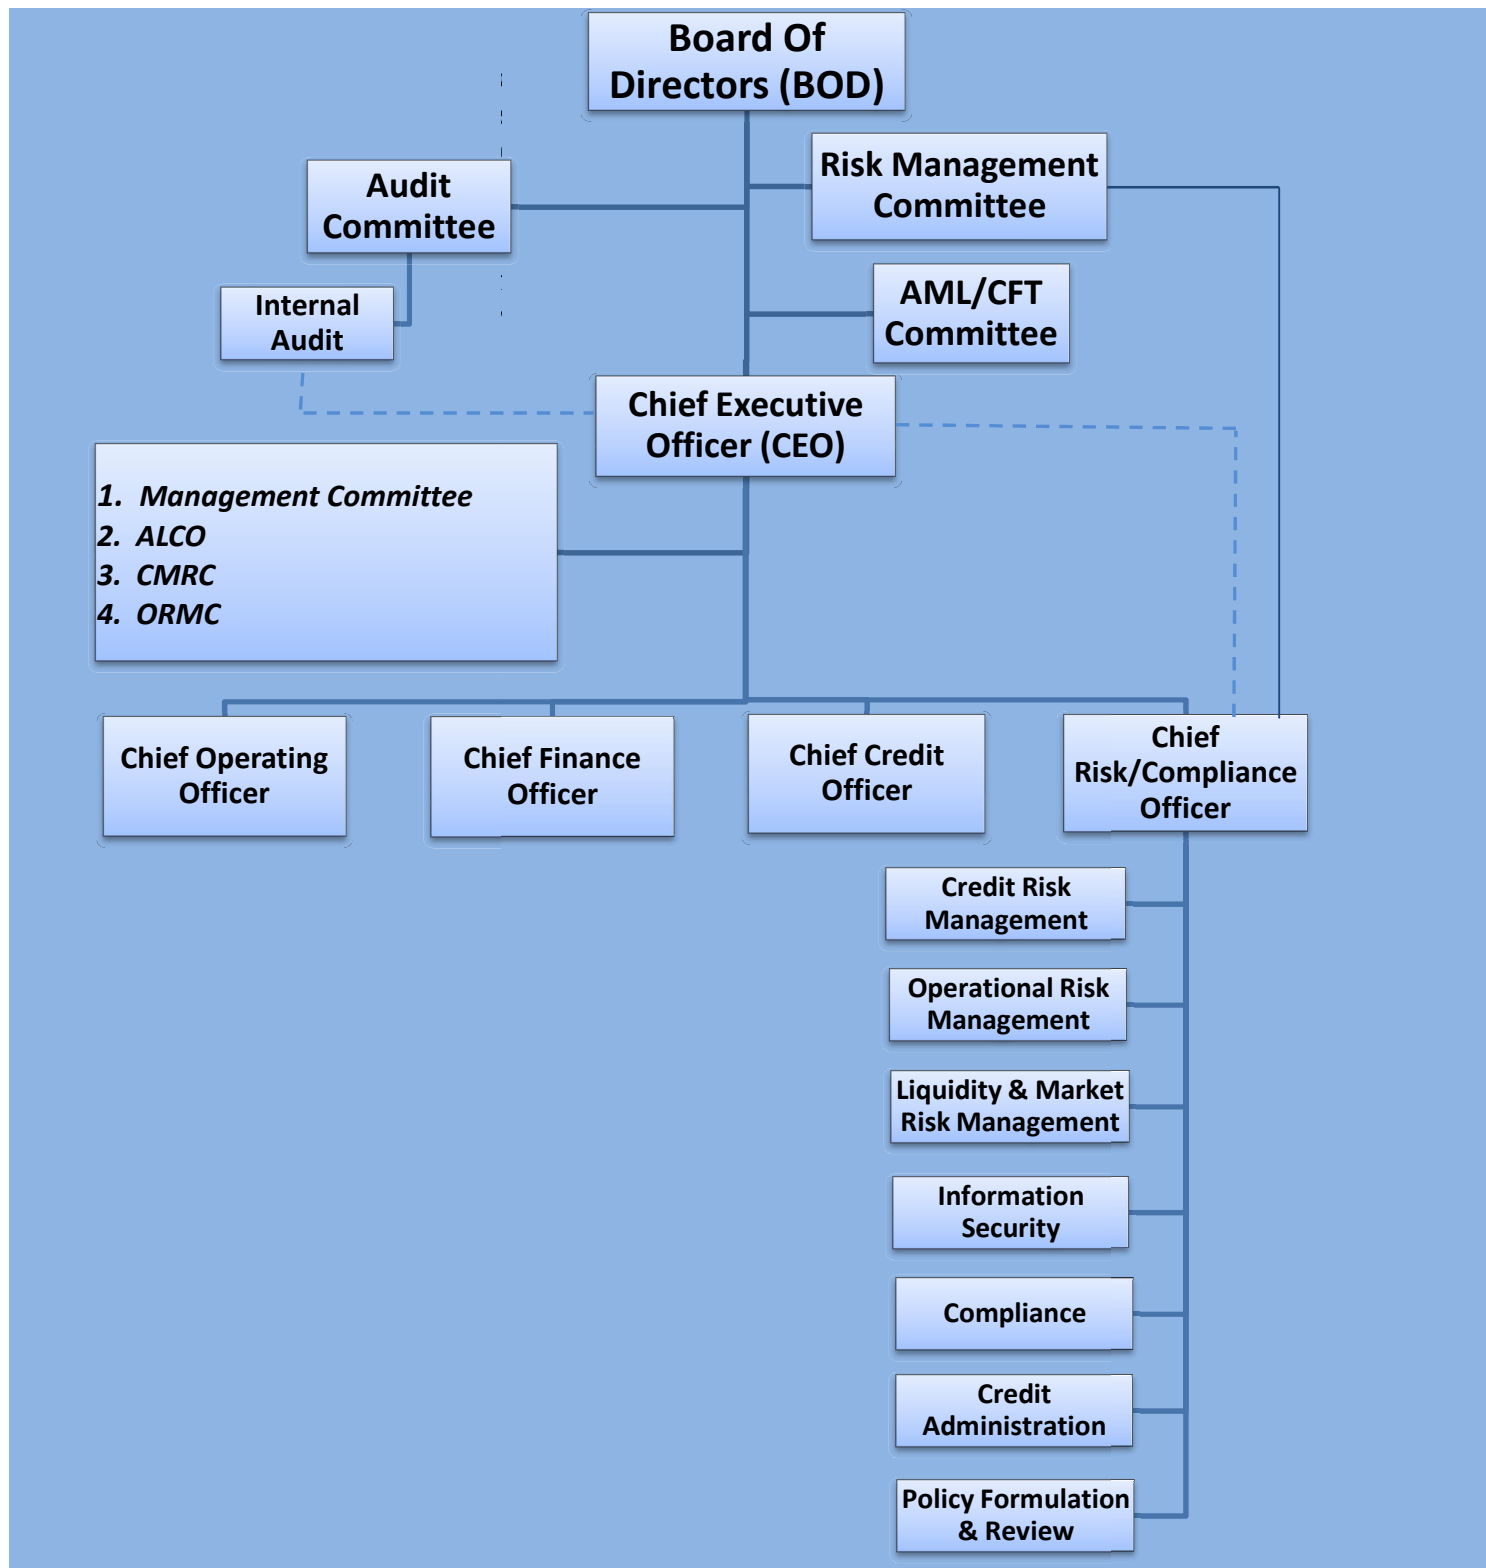 Board Of
Directors (BOD)
Risk Management
Committee
Audit
Committee
AML/CFT
Committee
Internal
Audit
Chief Executive
Officer (CEO)
1. Management Committee
2. ALCO
3. CMRC
4. ORMC
Chief Operating
Officer
Chief Finance
Officer
Chief Credit
Officer
Chief
Risk/Compliance
Officer
Credit Risk
Management
Operational Risk
Management
Liquidity & Market
Risk Management
Information
Security
Compliance
Credit
Administration
Policy Formulation
& Review